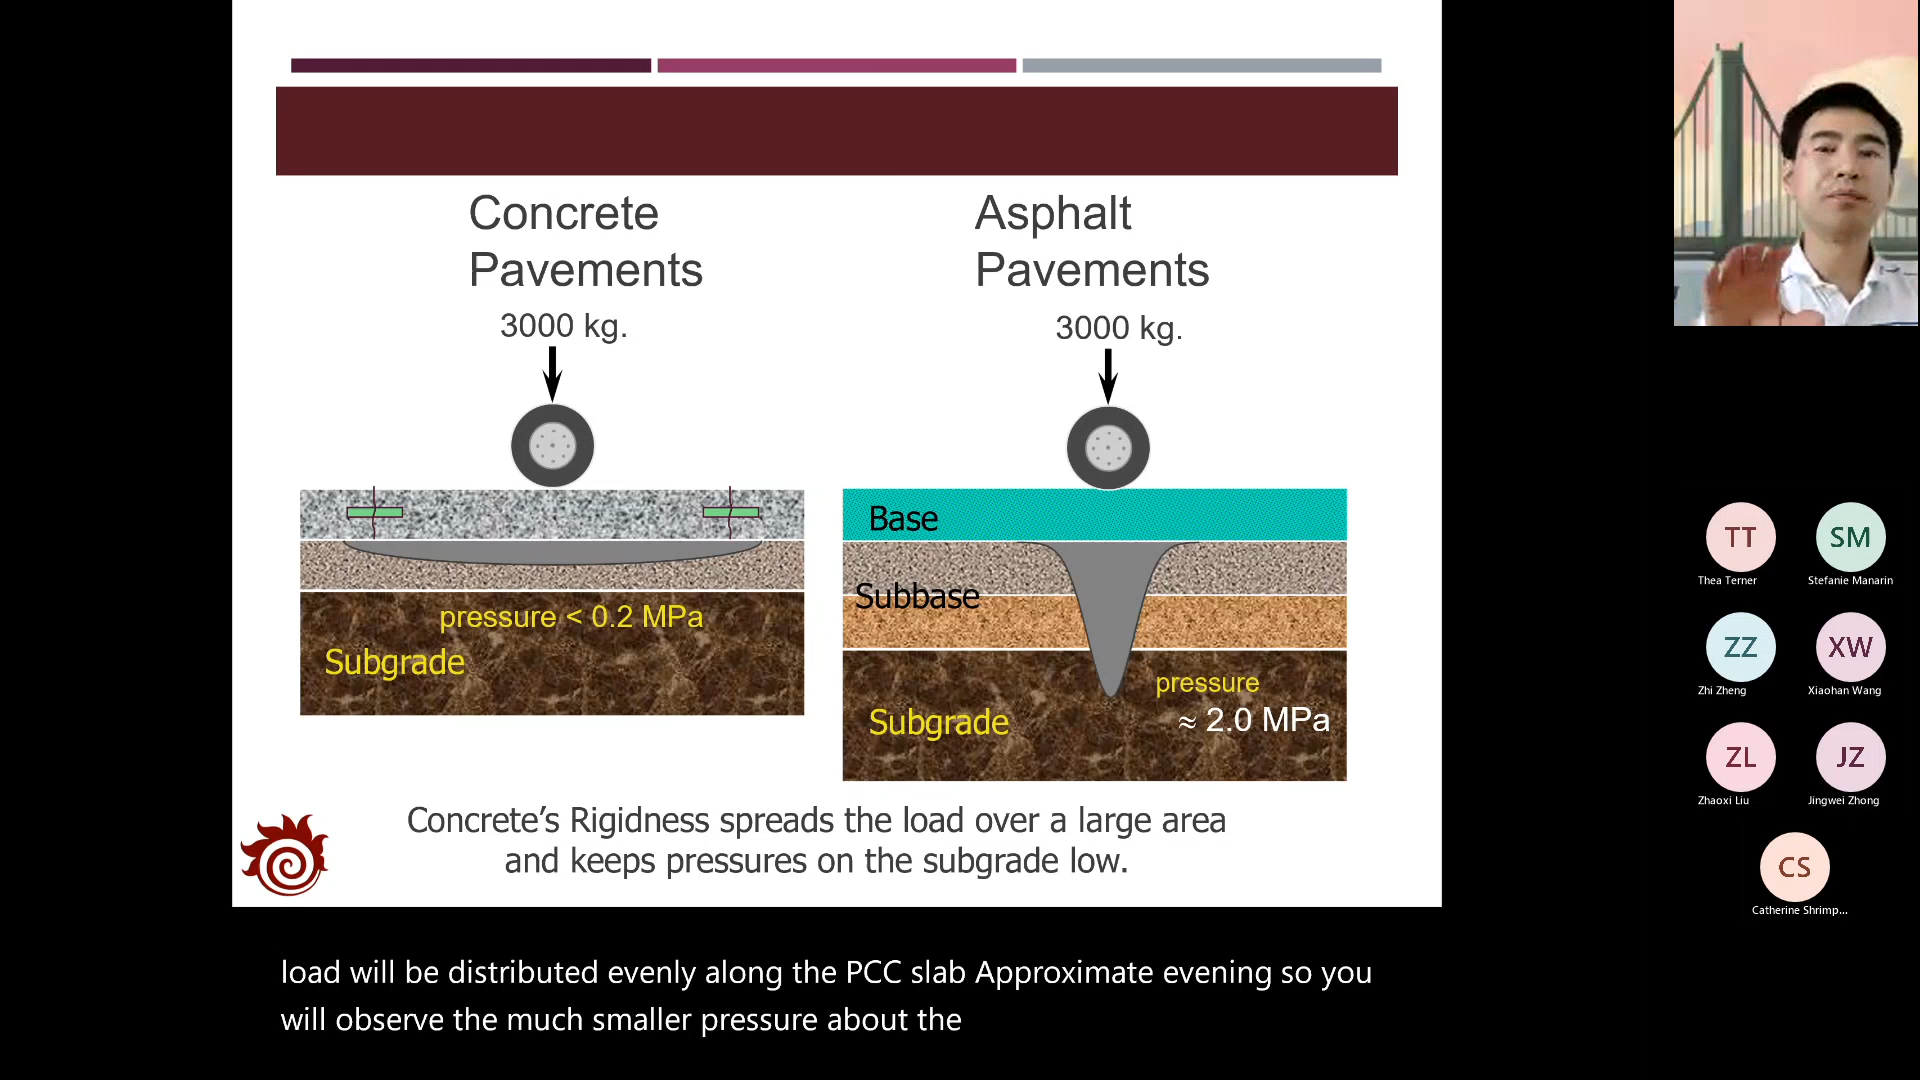 Concrete
Pavements
3000 kg.
Asphalt
Pavements
3000 kg.
pressure < 0.2 MPa
Subgrade
Base
Subbase
pressure
≈ 2.0 MPa
Subgrade
Concrete’s Rigidness spreads the load over a large area
and keeps pressures on the subgrade low.
load will be distributed evenly along the PCC slab Approximate evening so you
will observe the much smaller pressure about the
TT
Thea Terner
SM
Stefanie Manarin
ZZ
Zhi Zheng
XW
Xiaohan Wang
ZL
Zhaoxi Liu
JZ
Jingwei Zhong
CS
Catherine Shrimp...